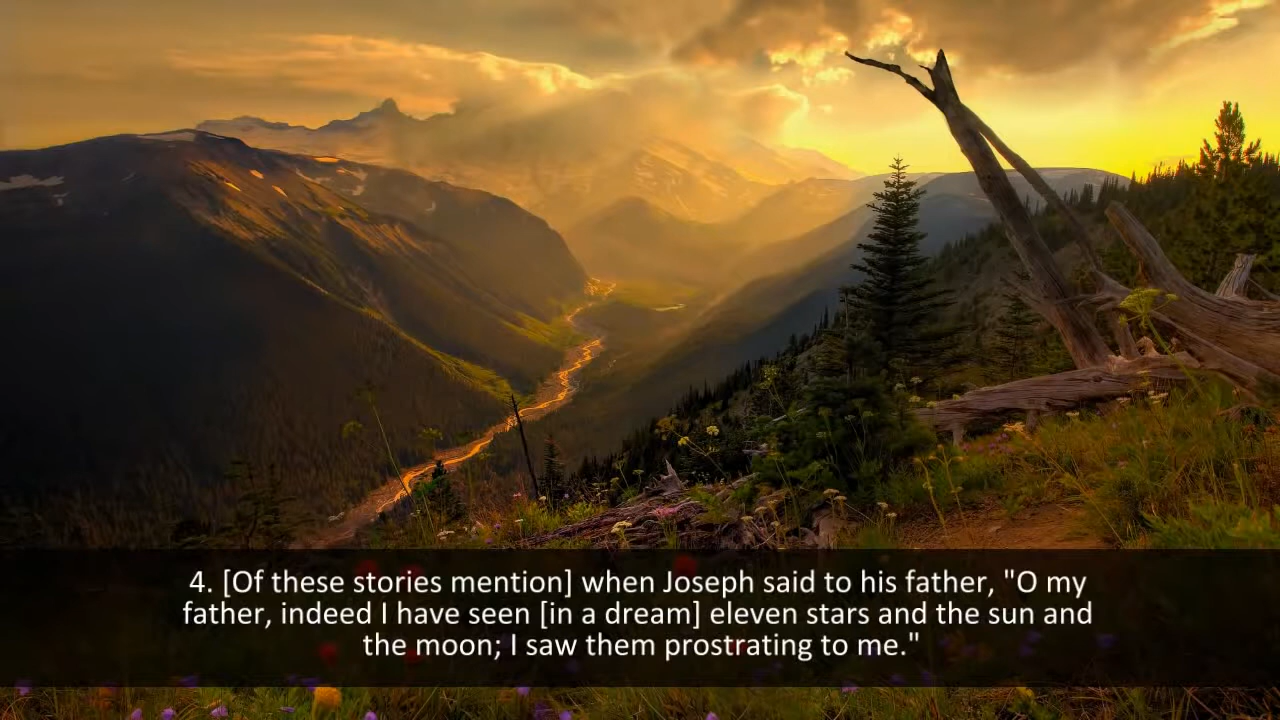 4. [Of these stories mention] when Joseph said to his father, "O my
father, indeed I have seen [in a dream] eleven stars and the sun and
the moon; I saw them prostrating to me."